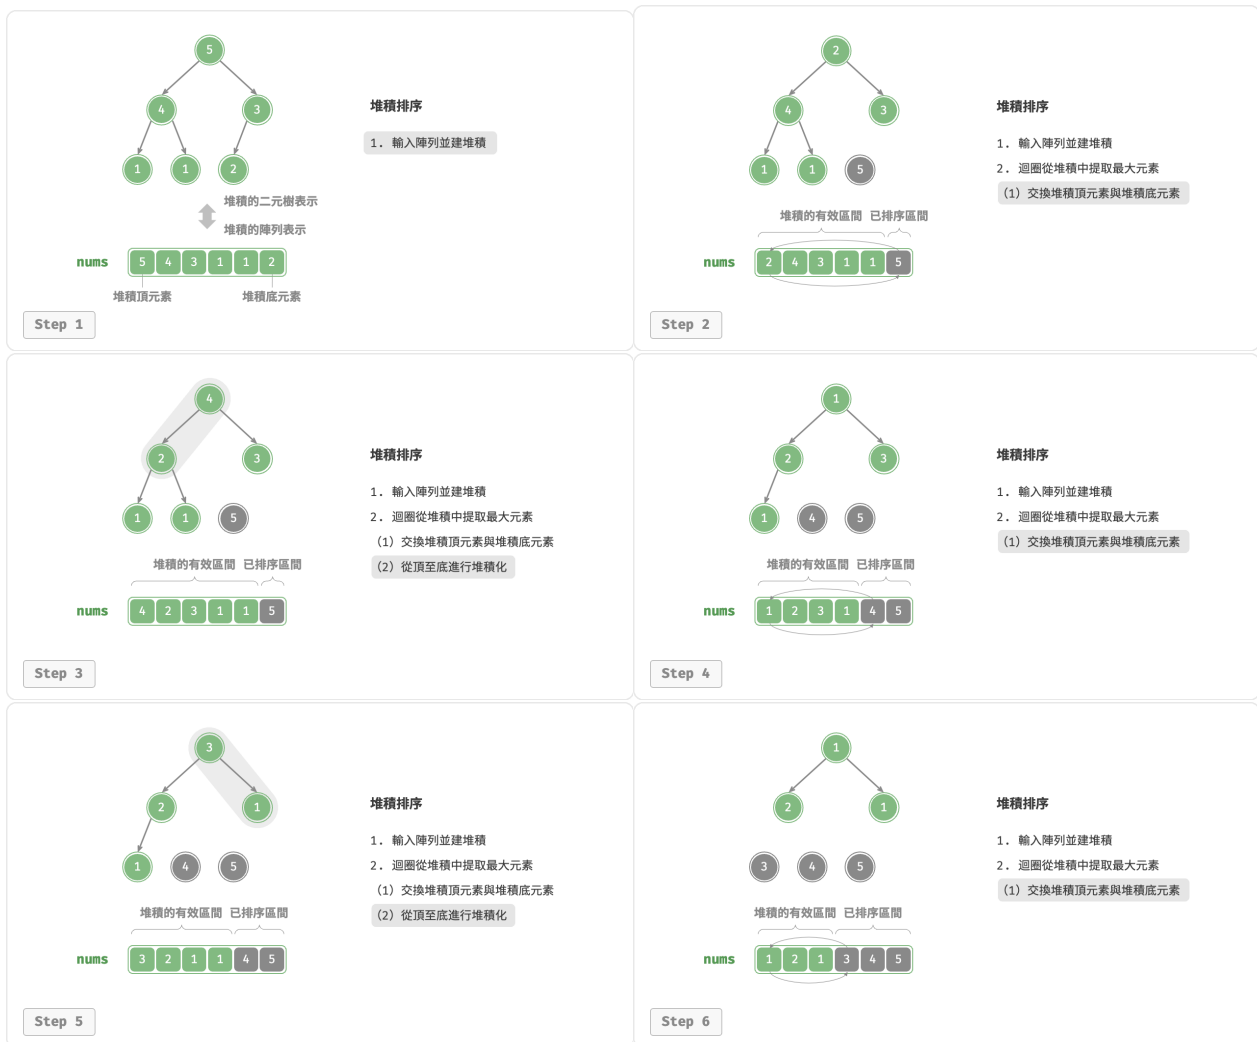 5
4 3
1 1 2
堆積的二元樹表示
堆積的陣列表示
nums 5 4 3 1 1 2
堆積頂元素 堆積底元素
堆積排序
1. 輸入陣列並建堆積
Step 1
2
4 3
1 1 5
堆積的有效區間 已排序區間
nums 2 4 3 1 1 5
堆積排序
1. 輸入陣列並建堆積
2. 迴圈從堆積中提取最大元素
(1) 交換堆積頂元素與堆積底元素
Step 2
4
2 3
1 1 5
堆積的有效區間 已排序區間
nums 4 2 3 1 1 5
堆積排序
1. 輸入陣列並建堆積
2. 迴圈從堆積中提取最大元素
(1) 交換堆積頂元素與堆積底元素
(2) 從頂至底進行堆積化
Step 3
1
2 3
1 4 5
堆積的有效區間 已排序區間
nums 1 2 3 1 4 5
堆積排序
1. 輸入陣列並建堆積
2. 迴圈從堆積中提取最大元素
(1) 交換堆積頂元素與堆積底元素
Step 4
3
2 1
1 4 5
堆積的有效區間 已排序區間
nums 3 2 1 1 4 5
堆積排序
1. 輸入陣列並建堆積
2. 迴圈從堆積中提取最大元素
(1) 交換堆積頂元素與堆積底元素
(2) 從頂至底進行堆積化
Step 5
1
2 1
3 4 5
堆積的有效區間 已排序區間
nums 1 2 1 3 4 5
堆積排序
1. 輸入陣列並建堆積
2. 迴圈從堆積中提取最大元素
(1) 交換堆積頂元素與堆積底元素
Step 6